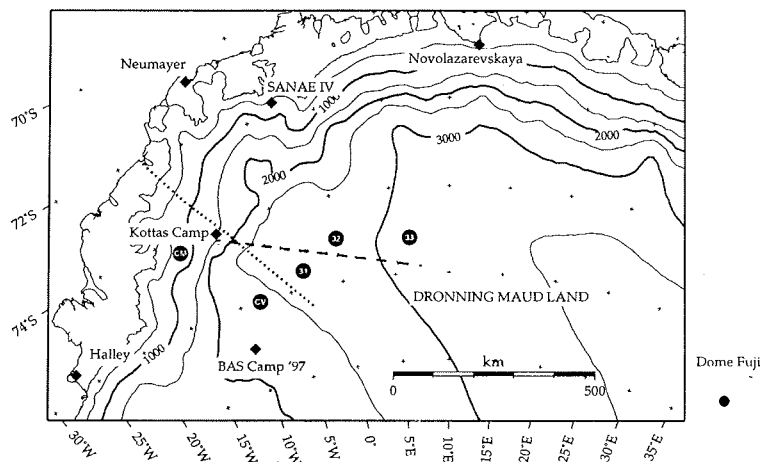 Neumayer
Novolazarevskaya
SANAE IV
1000
70°S
2000
3000
2000
72°S
Kottas Camp
32
33
31
CV
DRONNING MAUD LAND
74°S
Halley
1000
BAS Camp '97
km
0
500
Dome Fuji
30°W
25°W
20°W
15°W
10°W
5°W
0°
5°E
10°E
15°E
20°E
25°E
30°E
35°E